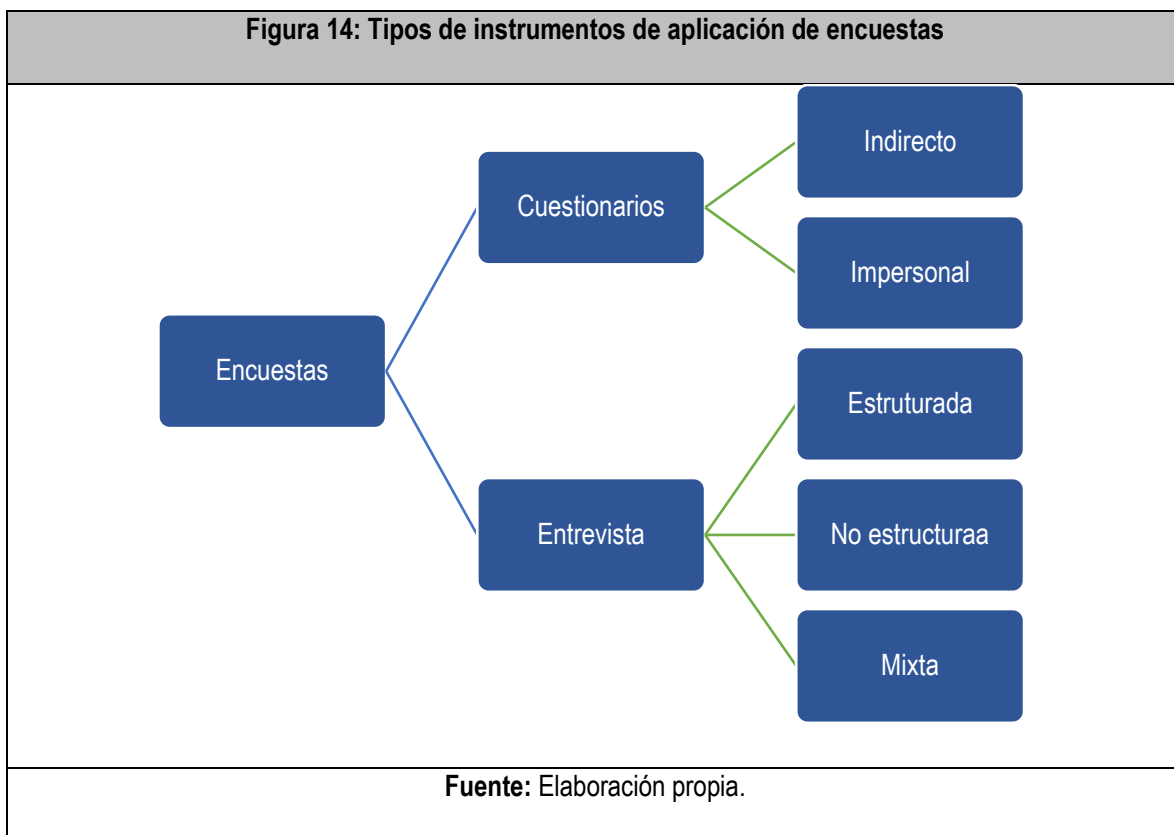 Figura 14: Tipos de instrumentos de aplicación de encuestas
Indirecto
Cuestionarios
Impersonal
Encuestas
Estruturada
Entrevista
No estructuraa
Mixta
Fuente: Elaboración propia.